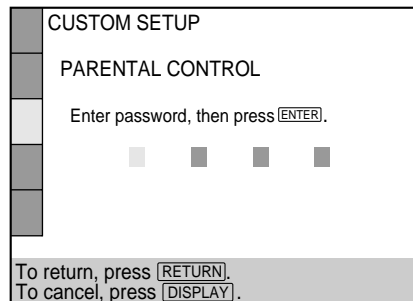 CUSTOM SETUP
PARENTAL CONTROL
Enter password, then press ENTER.
To return, press RETURN.
To cancel, press DISPLAY.